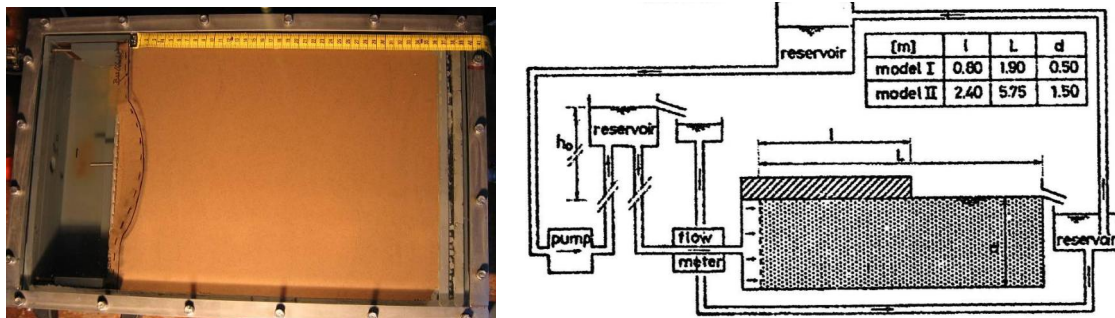 reservoir
[m] l L d
model I 0.80 1.90 0.50
model II 2.40 5.75 1.50
reservoir
h₀
l
L
pump
flow
meter
d
reservoir